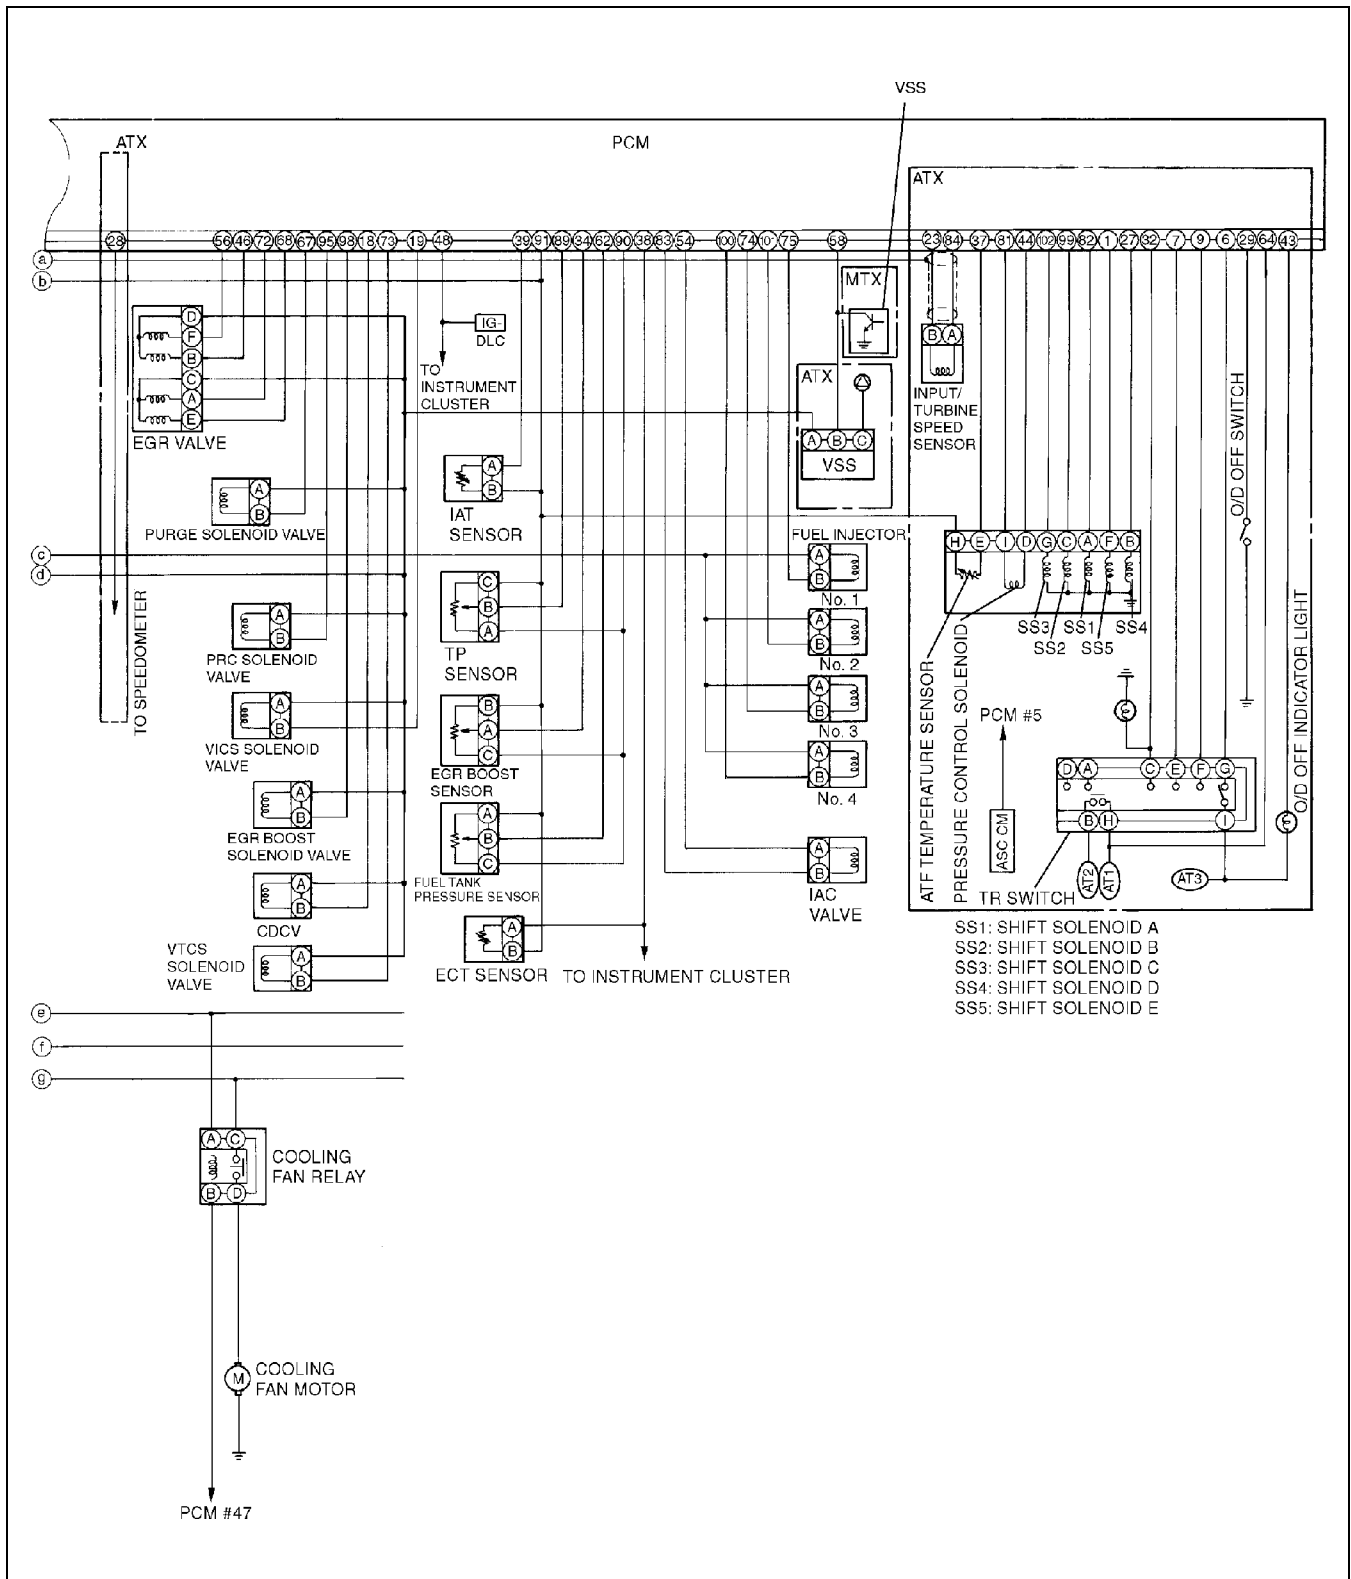 VSS
PCM
ATX
ATX
28 56 46 72 68 67 95 98 18 73 19 48 39 91 89 34 62 90 38 83 54 100 74 10 75 58 23 84 37 81 44 102 99 82 1 27 32 7 9 6 29 64 43
a
b
MTX
D
F
B
C
A
E
EGR VALVE
IG-
DLC
TO
INSTRUMENT
CLUSTER
ATX
A B C
VSS
B A
INPUT/
TURBINE
SPEED
SENSOR
O/D OFF SWITCH
A
B
PURGE SOLENOID VALVE
A
B
IAT
SENSOR
c
d
FUEL INJECTOR
A
B
No. 1
A
B
No. 2
A
B
No. 3
A
B
No. 4
H E I D G C A F B
SS3 SS1 SS4
SS2 SS5
ATF TEMPERATURE SENSOR
PRESSURE CONTROL SOLENOID
TO SPEEDOMETER
A
B
PRC SOLENOID
VALVE
C
B
A
TP
SENSOR
A
B
VICS SOLENOID
VALVE
B
A
C
EGR BOOST
SENSOR
PCM #5
ASC CM
D A C E F G
B H I
AT2
AT1
AT3
TR SWITCH
O/D OFF INDICATOR LIGHT
A
B
EGR BOOST
SOLENOID VALVE
A
B
C
FUEL TANK
PRESSURE SENSOR
A
B
IAC
VALVE
A
B
CDCV
A
B
ECT SENSOR
TO INSTRUMENT CLUSTER
VTCS
SOLENOID
VALVE
A
B
SS1: SHIFT SOLENOID A
SS2: SHIFT SOLENOID B
SS3: SHIFT SOLENOID C
SS4: SHIFT SOLENOID D
SS5: SHIFT SOLENOID E
e
f
g
A C
B D
COOLING
FAN RELAY
M
COOLING
FAN MOTOR
PCM #47